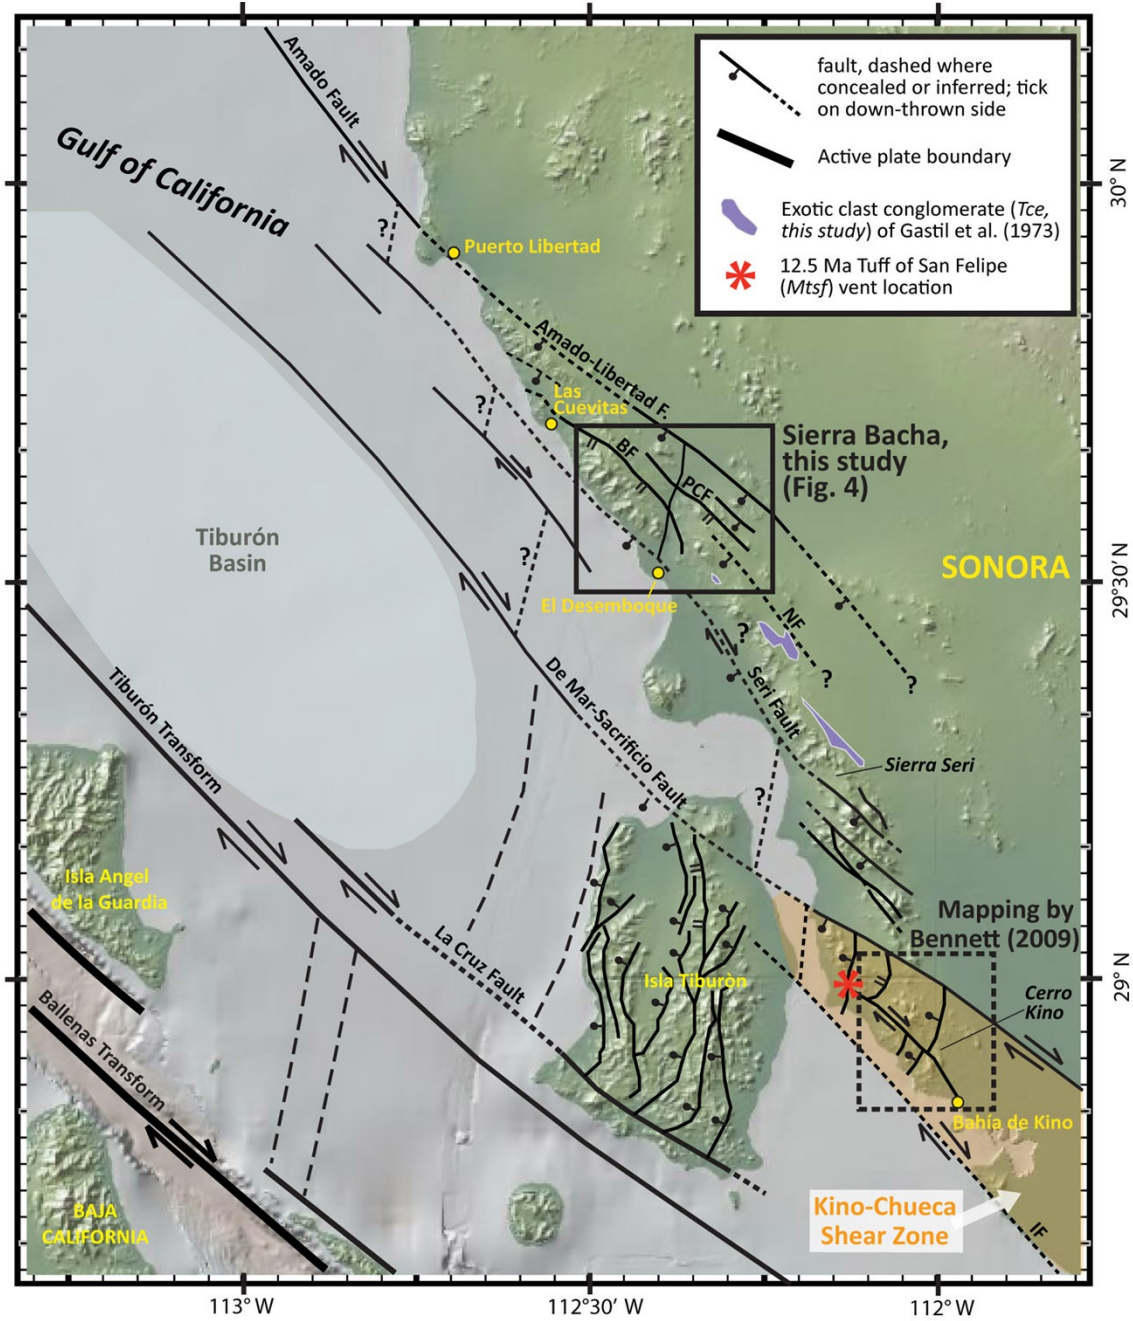 Amado Fault
Gulf of California
fault, dashed where
concealed or inferred; tick
on down-thrown side
Active plate boundary
Exotic clast conglomerate (Tce,
this study) of Gastil et al. (1973)
12.5 Ma Tuff of San Felipe
(Mtsf) vent location
30° N
?
Puerto Libertad
Amado-Libertad F.
Las
Cuevitas
?
BF
PCF
Sierra Bacha,
this study
(Fig. 4)
Tiburón
Basin
?
SONORA
29°30' N
El Desemboque
NF
?
?
?
Seri Fault
De Mar-Sacrificio Fault
Tiburón Transform
Sierra Seri
?
Isla Angel
de la Guardia
Mapping by
Bennett (2009)
La Cruz Fault
Isla Tiburòn
29° N
Cerro
Kino
Ballenas Transform
Bahía de Kino
BAJA
CALIFORNIA
Kino-Chueca
Shear Zone
IF
113° W
112°30' W
112° W